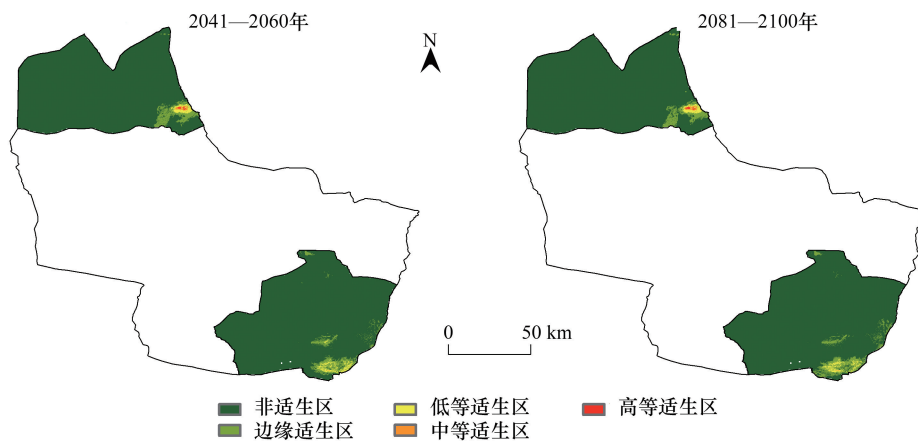 2041—2060年
2081—2100年
N
0 50 km
非适生区 低等适生区 高等适生区
边缘适生区 中等适生区